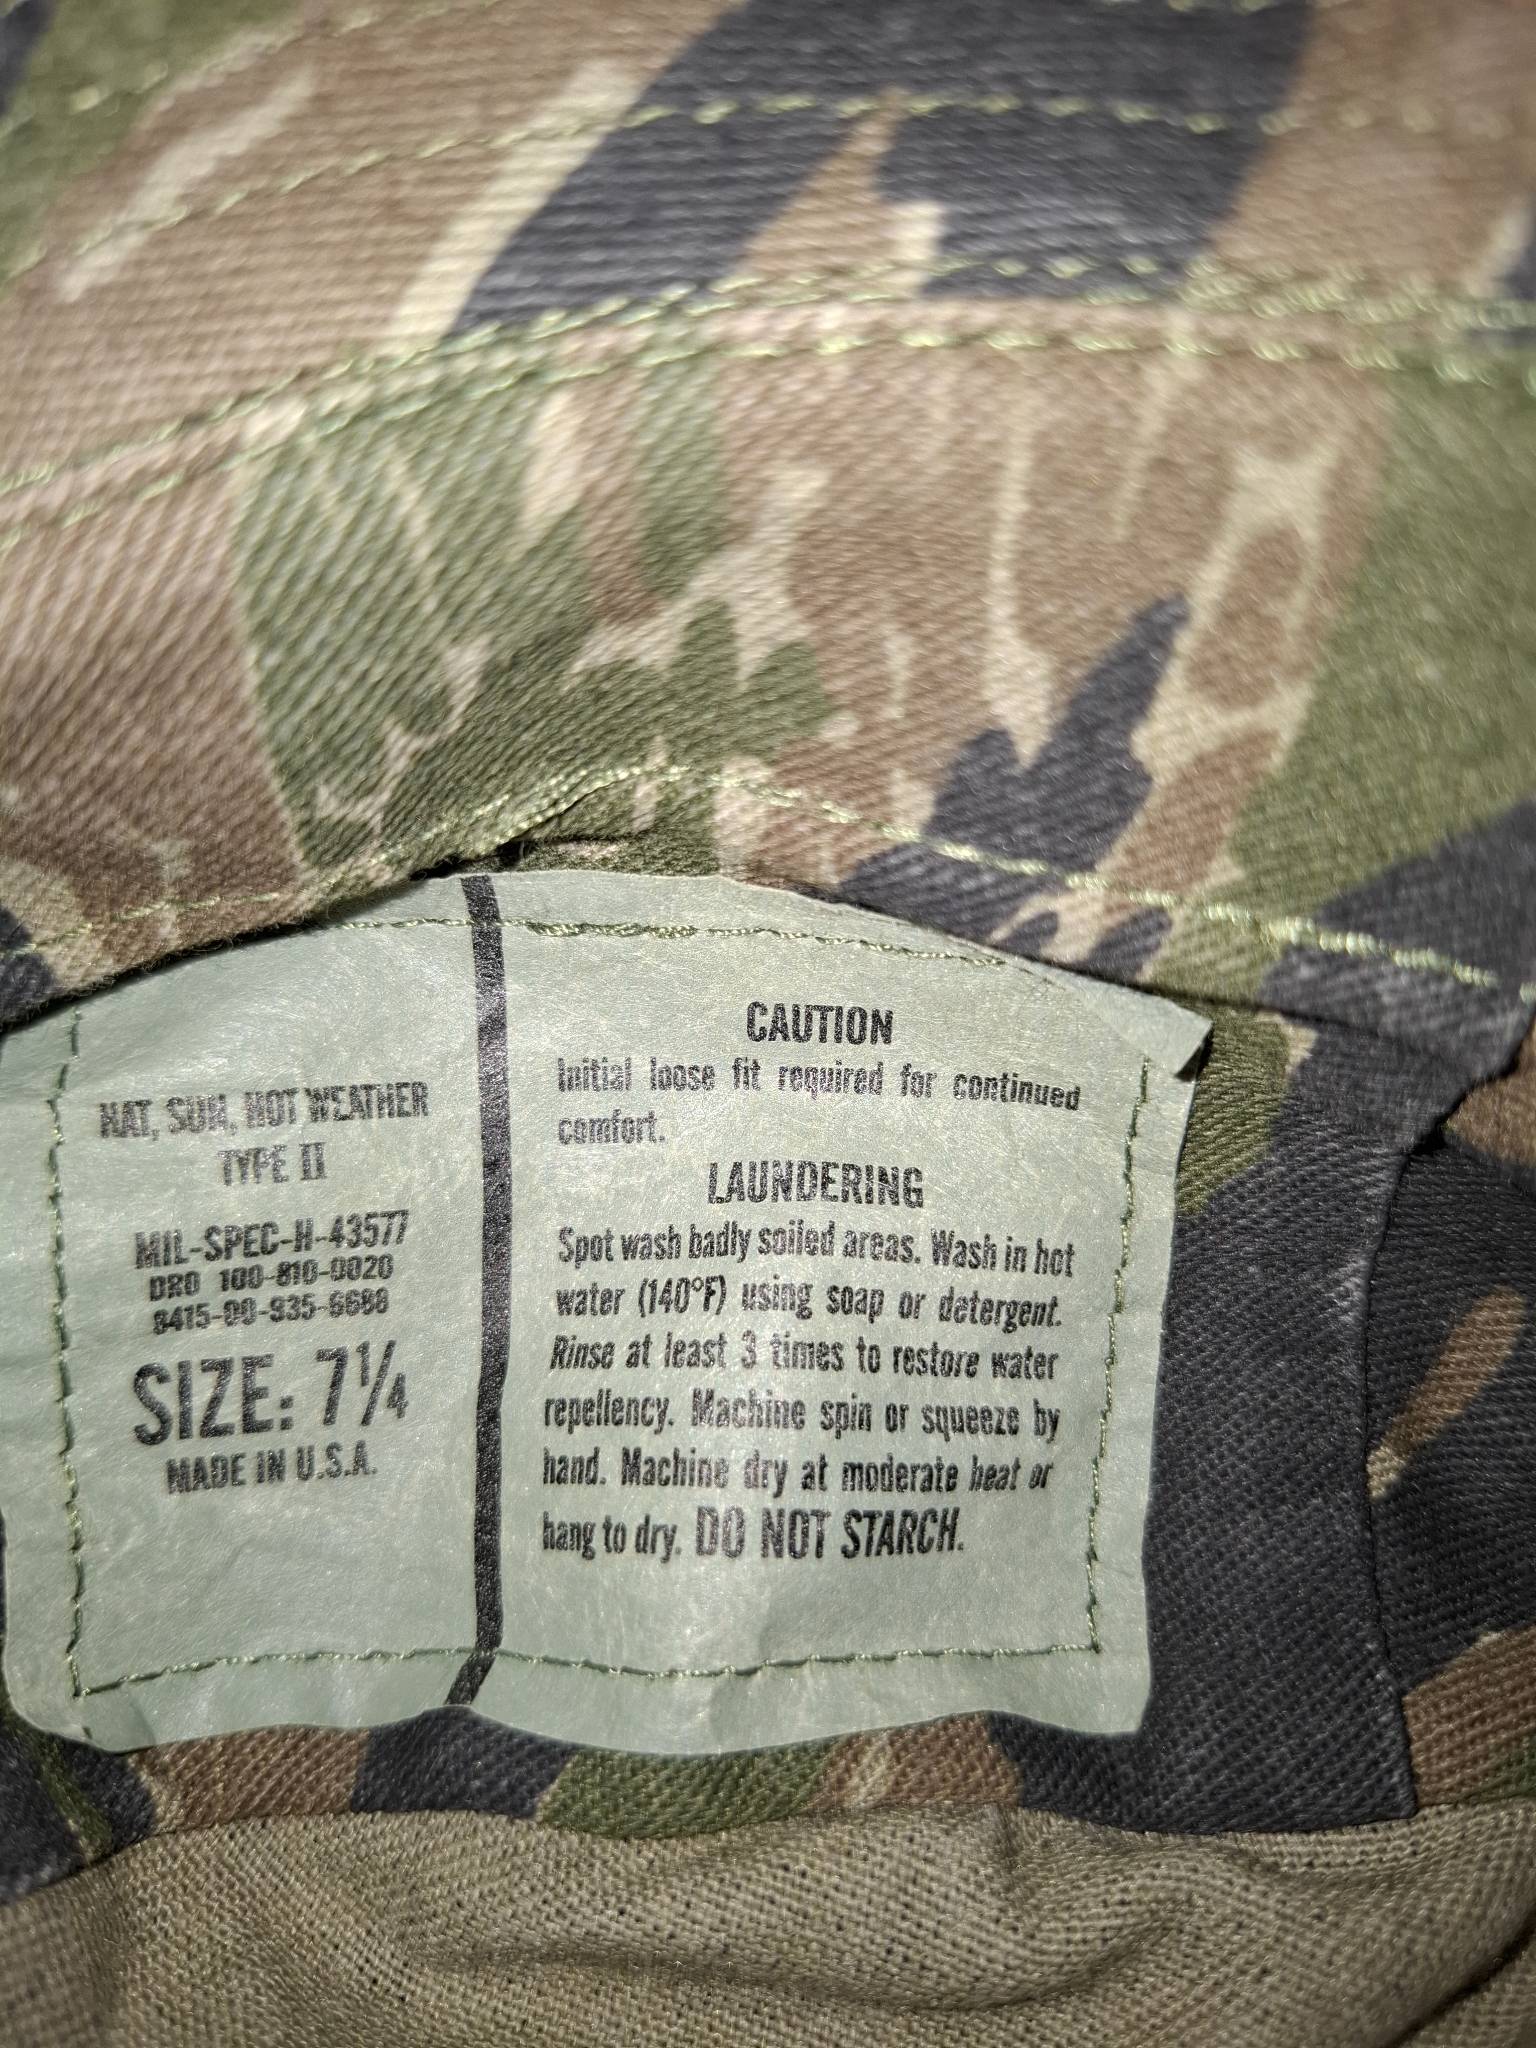 HAT, SUN, HOT WEATHER
TYPE II
MIL-SPEC-H-43577
DRO 100-810-0020
8415-00-935-6688
SIZE: 7¼
MADE IN U.S.A.
CAUTION
Initial loose fit required for continued
comfort.
LAUNDERING
Spot wash badly soiled areas. Wash in hot
water (140°F) using soap or detergent.
Rinse at least 3 times to restore water
repellency. Machine spin or squeeze by
hand. Machine dry at moderate heat or
hang to dry. DO NOT STARCH.